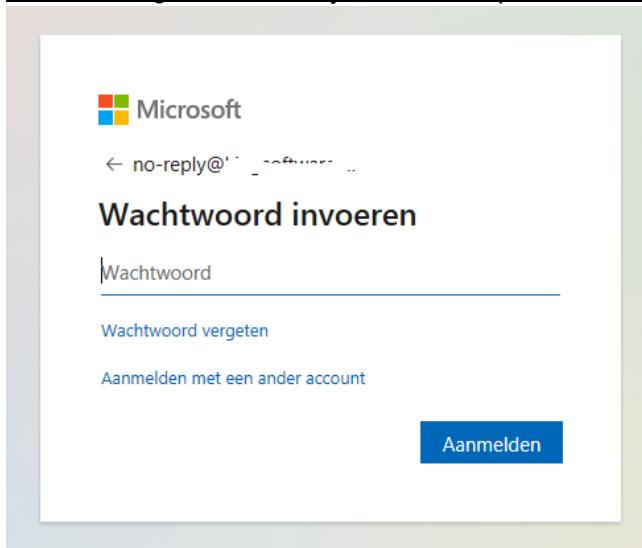 Microsoft
← no-reply@
Wachtwoord invoeren
Wachtwoord
Wachtwoord vergeten
Aanmelden met een ander account
Aanmelden